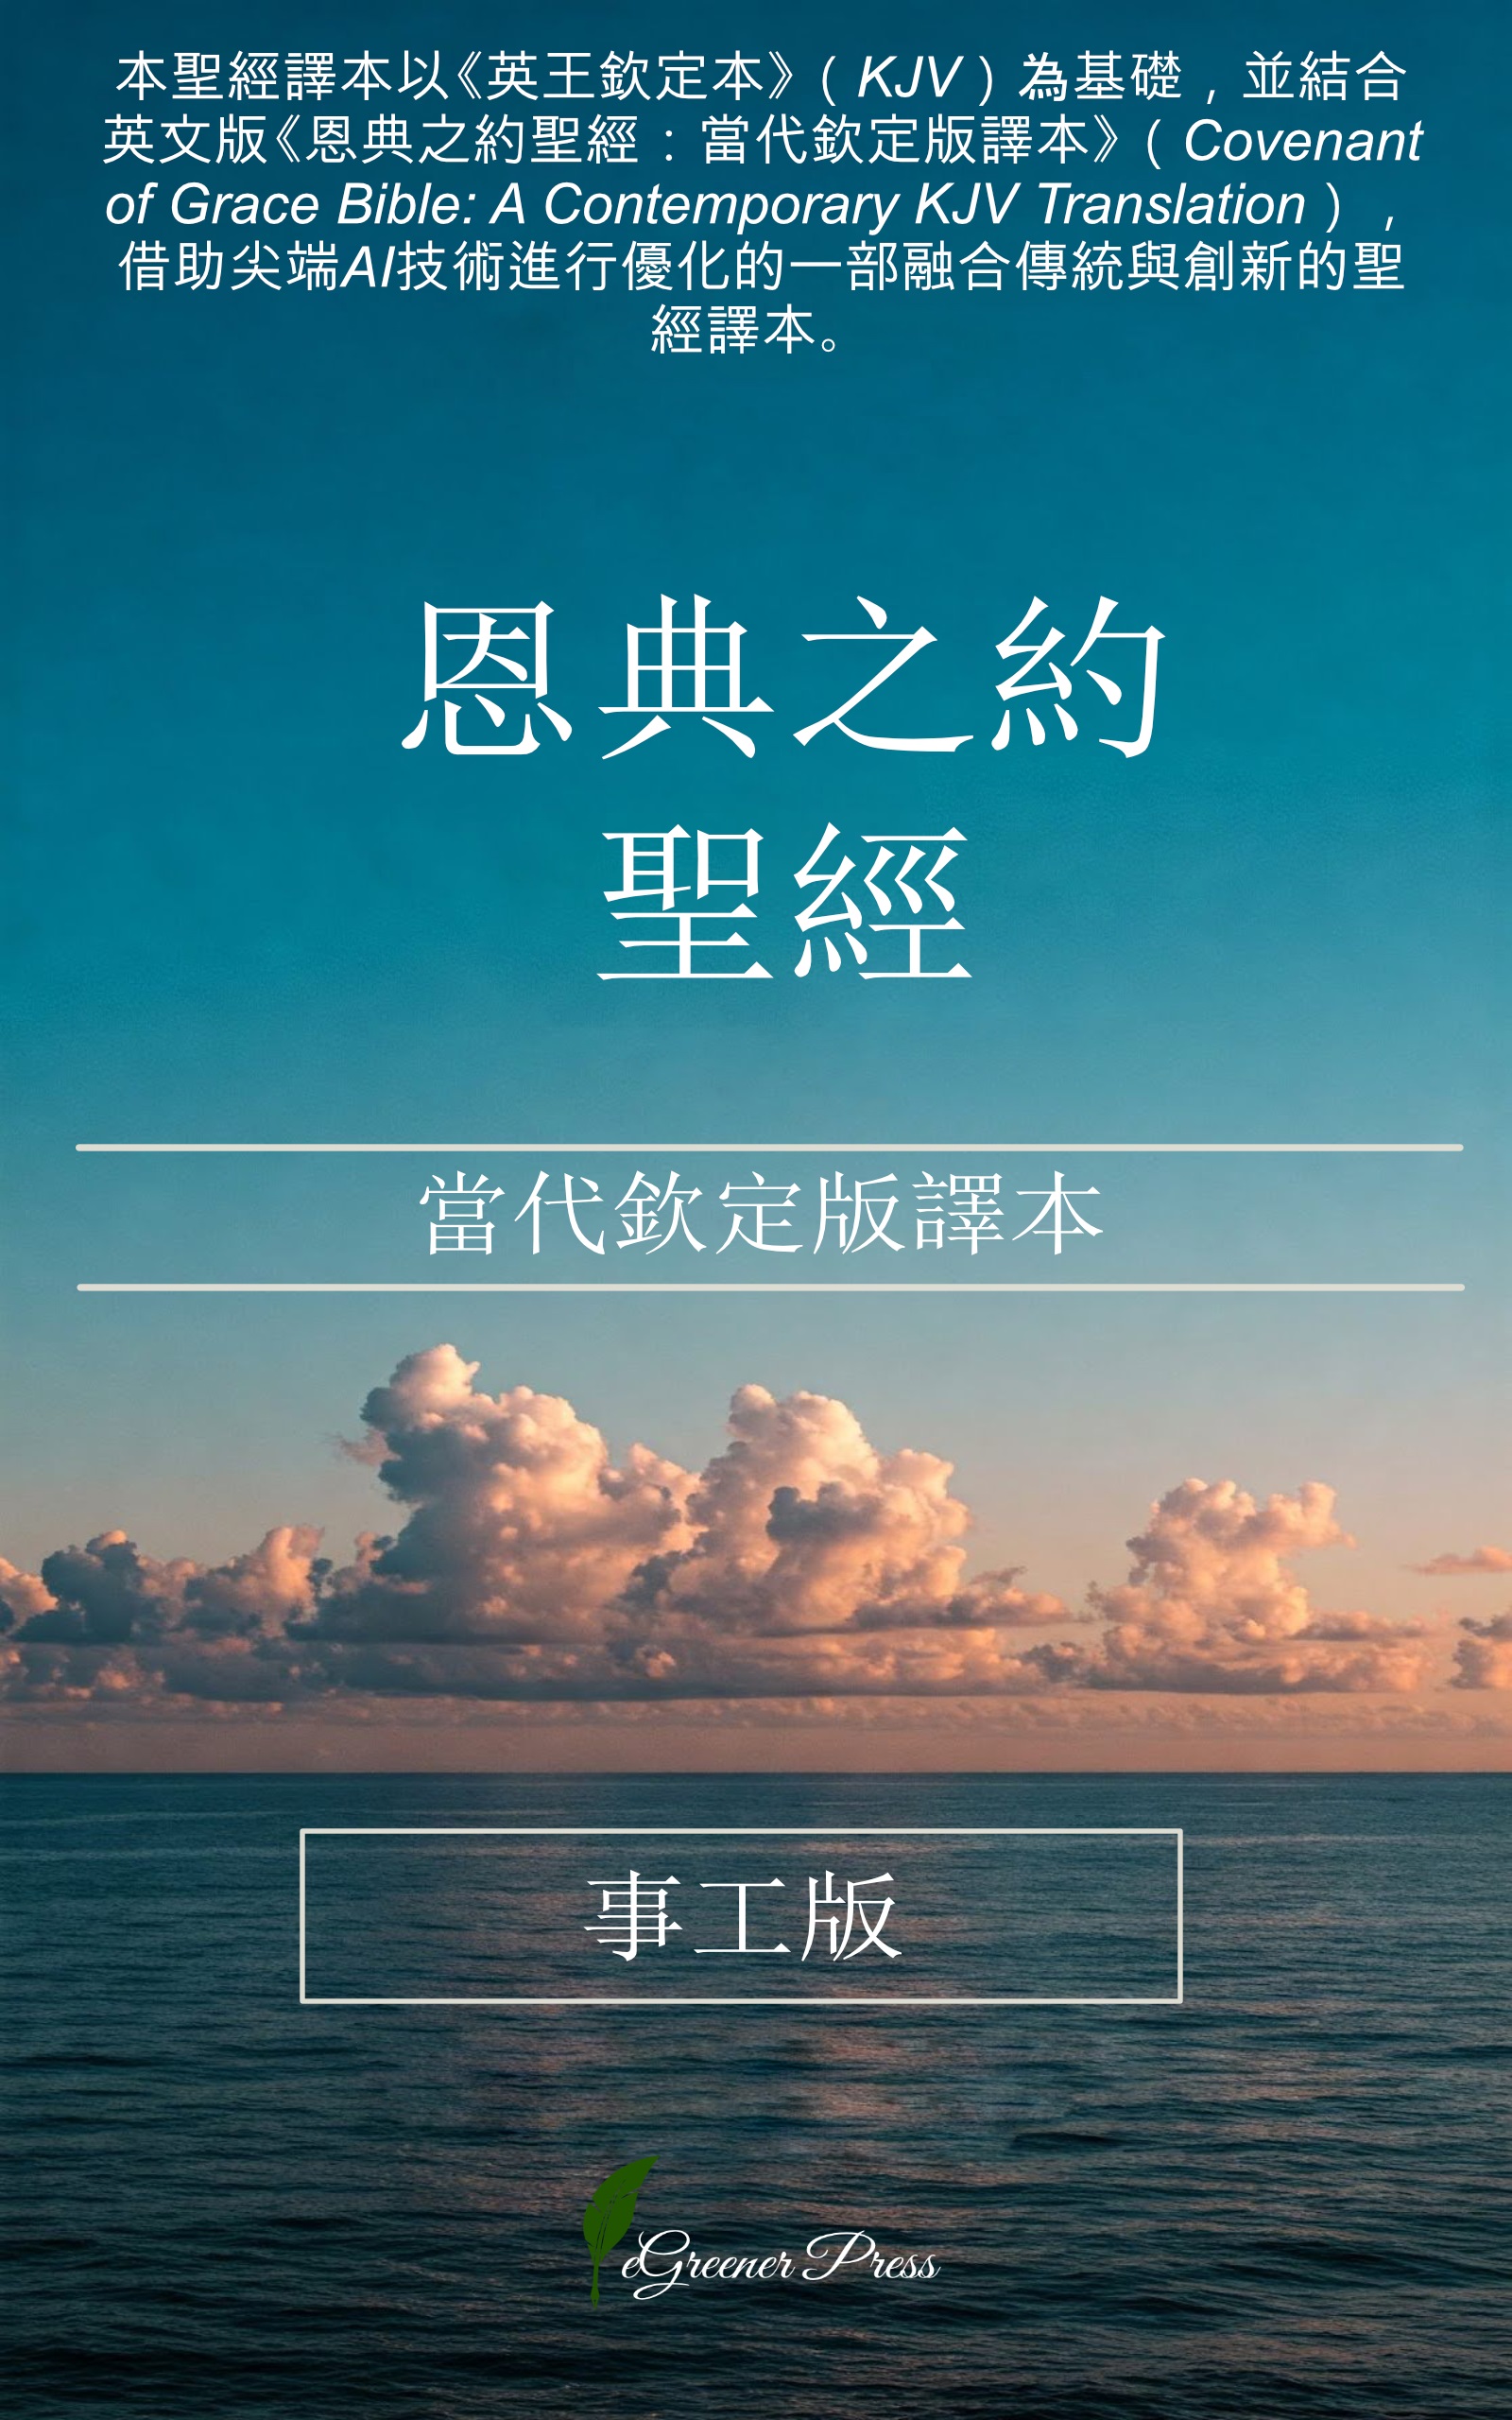 本聖經譯本以《英王欽定本》（KJV）為基礎，並結合
英文版《恩典之約聖經：當代欽定版譯本》（Covenant
of Grace Bible: A Contemporary KJV Translation），
借助尖端AI技術進行優化的一部融合傳統與創新的聖
經譯本。
恩典之約
聖經
當代欽定版譯本
事工版
eGreener Press